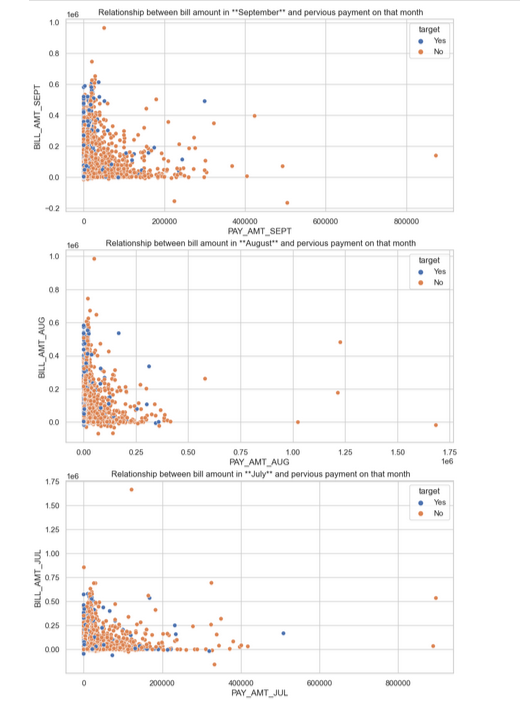 Relationship between bill amount in **September** and pervious payment on that month
1e6
1.0
0.8
0.6
0.4
0.2
0.0
−0.2
BILL_AMT_SEPT
target
Yes
No
0 200000 400000 600000 800000
PAY_AMT_SEPT
Relationship between bill amount in **August** and pervious payment on that month
1e6
1.0
0.8
0.6
0.4
0.2
0.0
BILL_AMT_AUG
target
Yes
No
0.00 0.25 0.50 0.75 1.00 1.25 1.50 1.75
1e6
PAY_AMT_AUG
Relationship between bill amount in **July** and pervious payment on that month
1e6
1.75
1.50
1.25
1.00
0.75
0.50
0.25
0.00
BILL_AMT_JUL
target
Yes
No
0 200000 400000 600000 800000
PAY_AMT_JUL